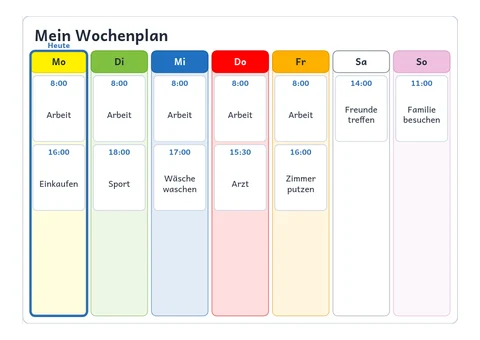 Mein Wochenplan
Heute
Mo Di Mi Do Fr Sa So
8:00 8:00 8:00 8:00 8:00 14:00 11:00
Arbeit Arbeit Arbeit Arbeit Arbeit Freunde treffen Familie besuchen
16:00 18:00 17:00 15:30 16:00
Einkaufen Sport Wäsche waschen Arzt Zimmer putzen